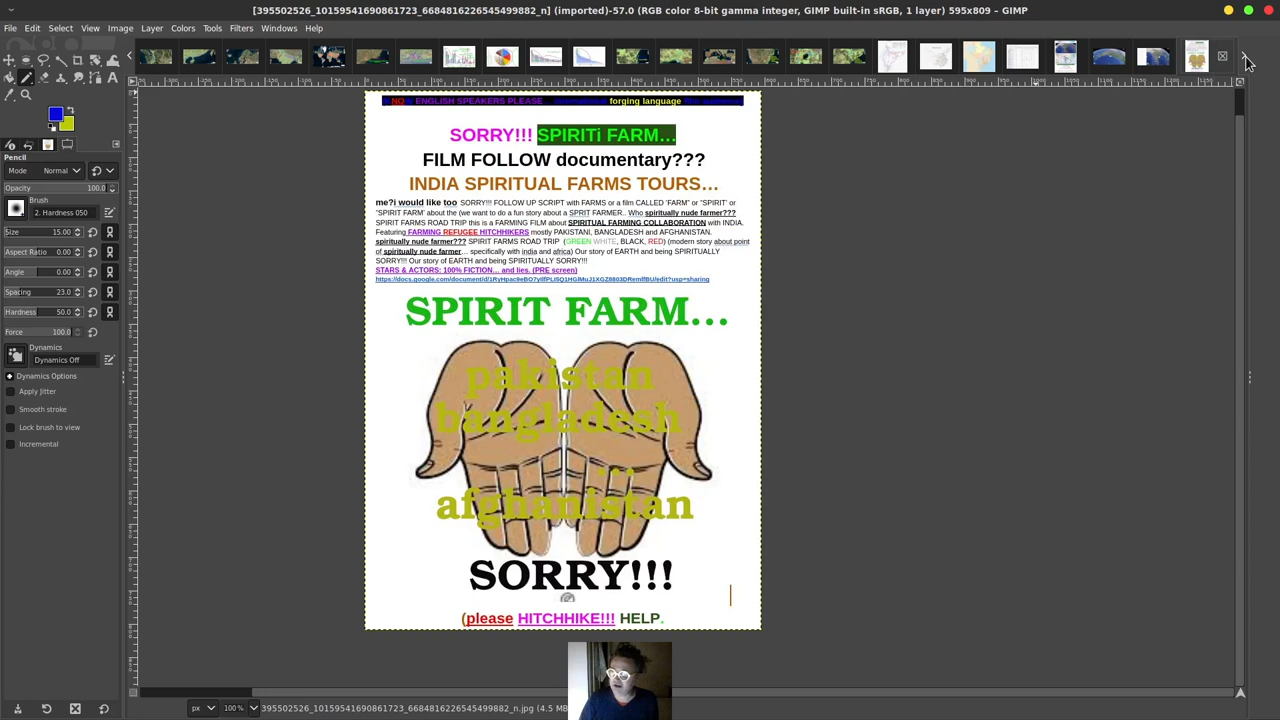 [395502526_10159541690861723_6684816226545499882_n] (imported)-100.0 (RGB color 8-bit gamma integer, GIMP built-in sRGB, 1 layer) 595x809 – GIMP
File Edit Select View Image Layer Colors Tools Filters Windows Help
Pencil
Mode Normal
Opacity 100.0
Brush
2. Hardness 050
Size 15.00
Aspect Ratio 0.00
Angle 0.00
Spacing 23.0
Hardness 50.0
Force 100.0
Dynamics
Dynamics Off
Dynamics Options
Apply Jitter
Smooth stroke
Lock brush to view
Incremental
NO ENGLiSH SPEAKERS PLEASE forging language
SORRY!!! SPIRITi FARM…
FILM FOLLOW documentary???
INDIA SPIRITUAL FARMS TOURS…
me?i would like too SORRY!!! FOLLOW UP SCRIPT with FARMS or a film CALLED 'FARM" or "SPIRIT' or
"SPIRIT FARM' about the (we want to do a fun story about a SPRIT FARMER.. Who spiritually nude farmer???
SPIRIT FARMS ROAD TRIP this is a FARMING FILM about SPIRITUAL FARMING COLLABORATION with INDIA.
Featuring FARMING REFUGEE HITCHHIKERS mostly PAKISTANI, BANGLADESH and AFGHANISTAN.
spiritually nude farmer??? SPIRIT FARMS ROAD TRIP (GREEN WHITE, BLACK, RED) (modern story about point
of spiritually nude farmer… specifically with india and africa) Our story of EARTH and being SPIRITUALLY
SORRY!!! Our story of EARTH and being SPIRITUALLY SORRY!!!
STARS & ACTORS: 100% FICTION… and lies. (PRE screen)
SPIRIT FARM…
pakistan
bangladesh
…
afghanistan
SORRY!!!
(please HITCHHIKE!!! HELP.
px 100 % 395502526_10159541690861723_6684816226545499882_n.jpg (4.5 MB